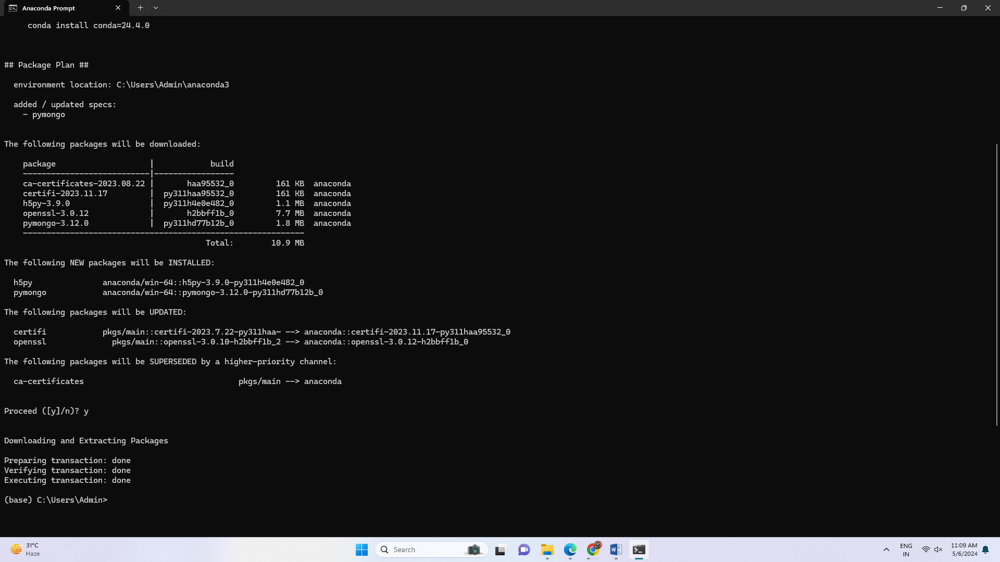 Anaconda Prompt
conda install conda=24.4.0
## Package Plan ##
environment location: C:\Users\Admin\anaconda3
added / updated specs:
- pymongo
The following packages will be downloaded:
package | build
---------------------------|-----------------
ca-certificates-2023.08.22 | haa95532_0 161 KB anaconda
certifi-2023.11.17 | py311haa95532_0 161 KB anaconda
h5py-3.9.0 | py311h4e0e482_0 1.1 MB anaconda
openssl-3.0.12 | h2bbff1b_0 7.7 MB anaconda
pymongo-3.12.0 | py311hd77b12b_0 1.8 MB anaconda
------------------------------------------------------------
Total: 10.9 MB
The following NEW packages will be INSTALLED:
h5py anaconda/win-64::h5py-3.9.0-py311h4e0e482_0
pymongo anaconda/win-64::pymongo-3.12.0-py311hd77b12b_0
The following packages will be UPDATED:
certifi pkgs/main::certifi-2023.7.22-py311haa~ --> anaconda::certifi-2023.11.17-py311haa95532_0
openssl pkgs/main::openssl-3.0.10-h2bbff1b_2 --> anaconda::openssl-3.0.12-h2bbff1b_0
The following packages will be SUPERSEDED by a higher-priority channel:
ca-certificates pkgs/main --> anaconda
Proceed ([y]/n)? y
Downloading and Extracting Packages
Preparing transaction: done
Verifying transaction: done
Executing transaction: done
(base) C:\Users\Admin>
31°C
Haze
Search
ENG
IN
11:09 AM
5/6/2024